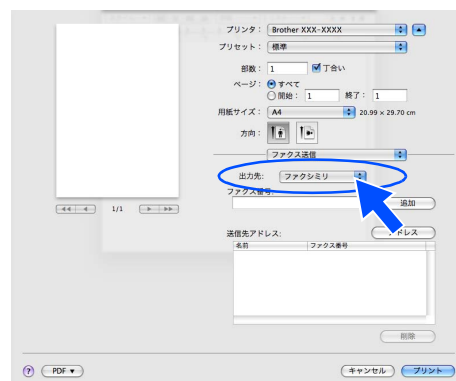 プリンタ： Brother XXX-XXXX
プリセット： 標準
部数： 1 丁合い
ページ： すべて
開始： 1 終了： 1
用紙サイズ： A4 20.99 × 29.70 cm
方向：
ファクス送信
出力先: ファクシミリ
ファクス番号:
1/1
追加
送信先アドレス:
名前 ファクス番号
削除
? PDF ▼ キャンセル プリント